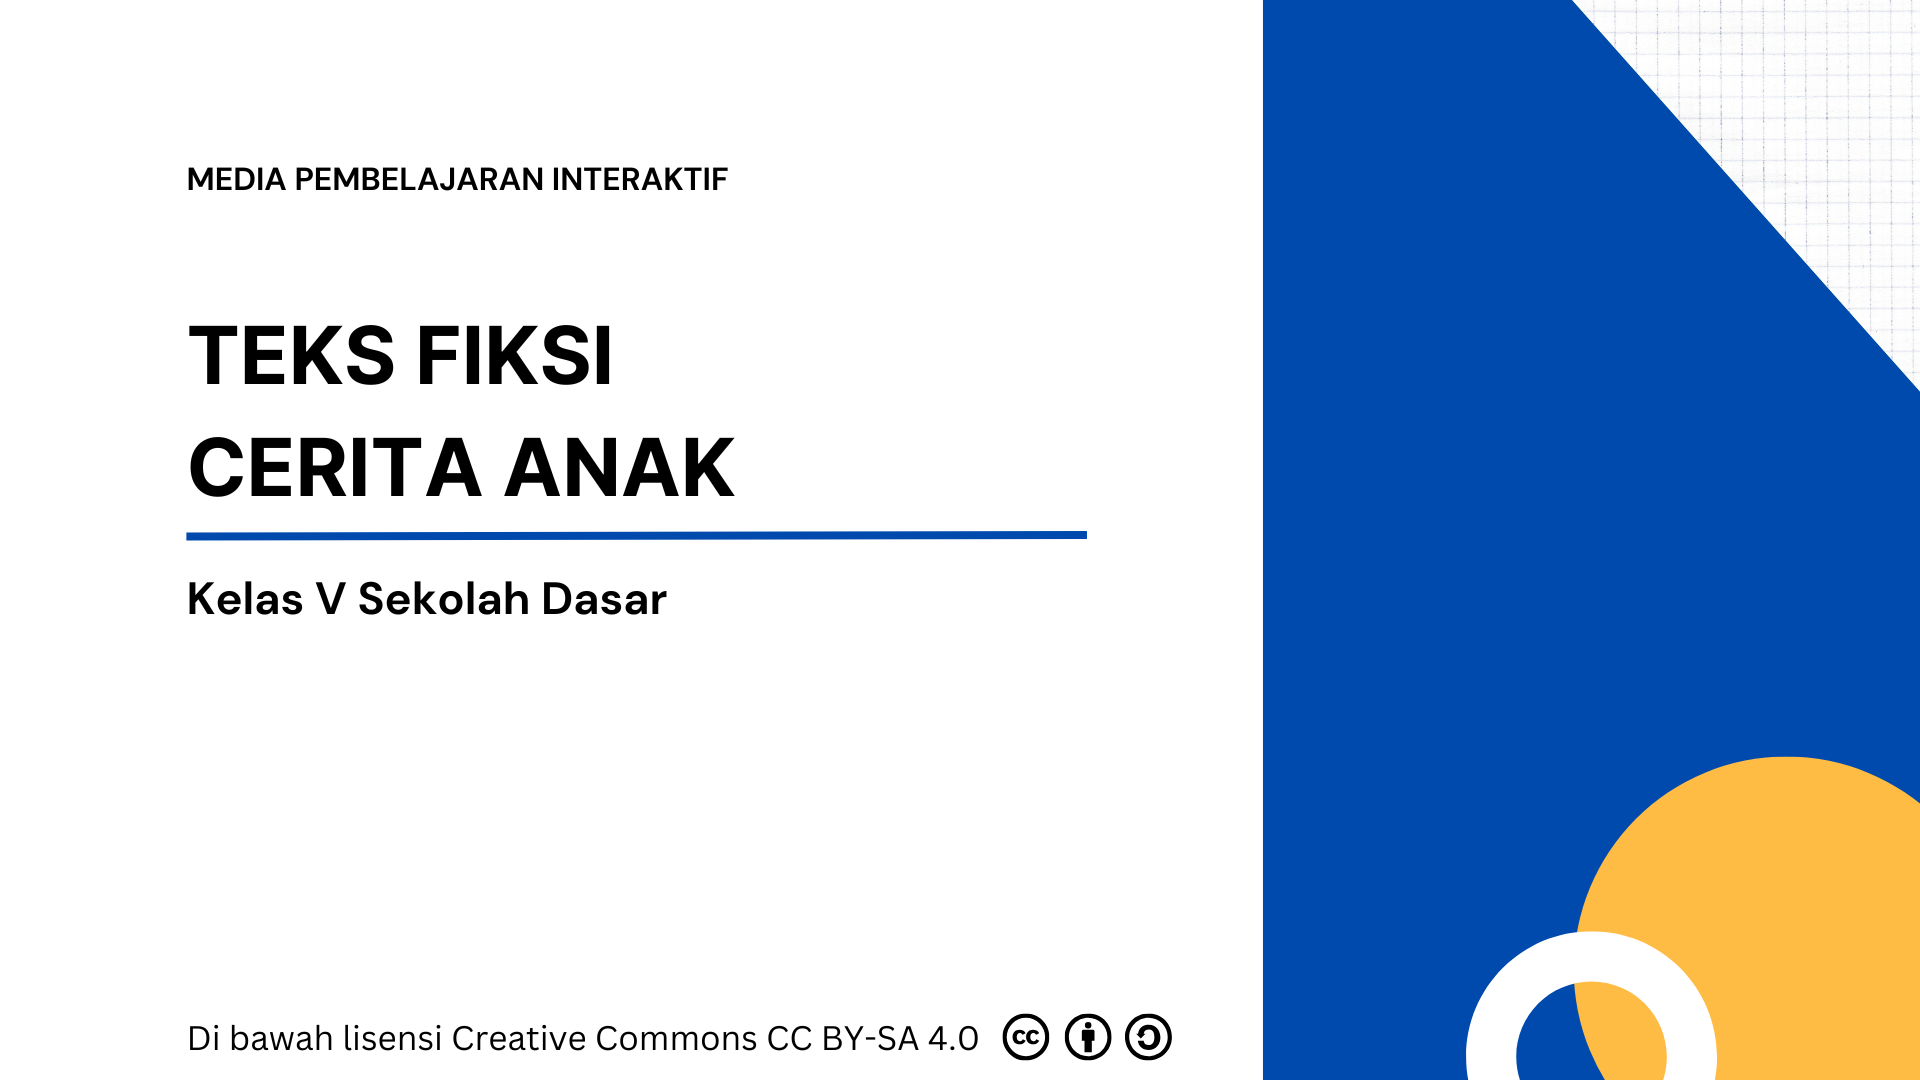 MEDIA PEMBELAJARAN INTERAKTIF
TEKS FIKSI
CERITA ANAK
Kelas V Sekolah Dasar
Di bawah lisensi Creative Commons CC BY-SA 4.0